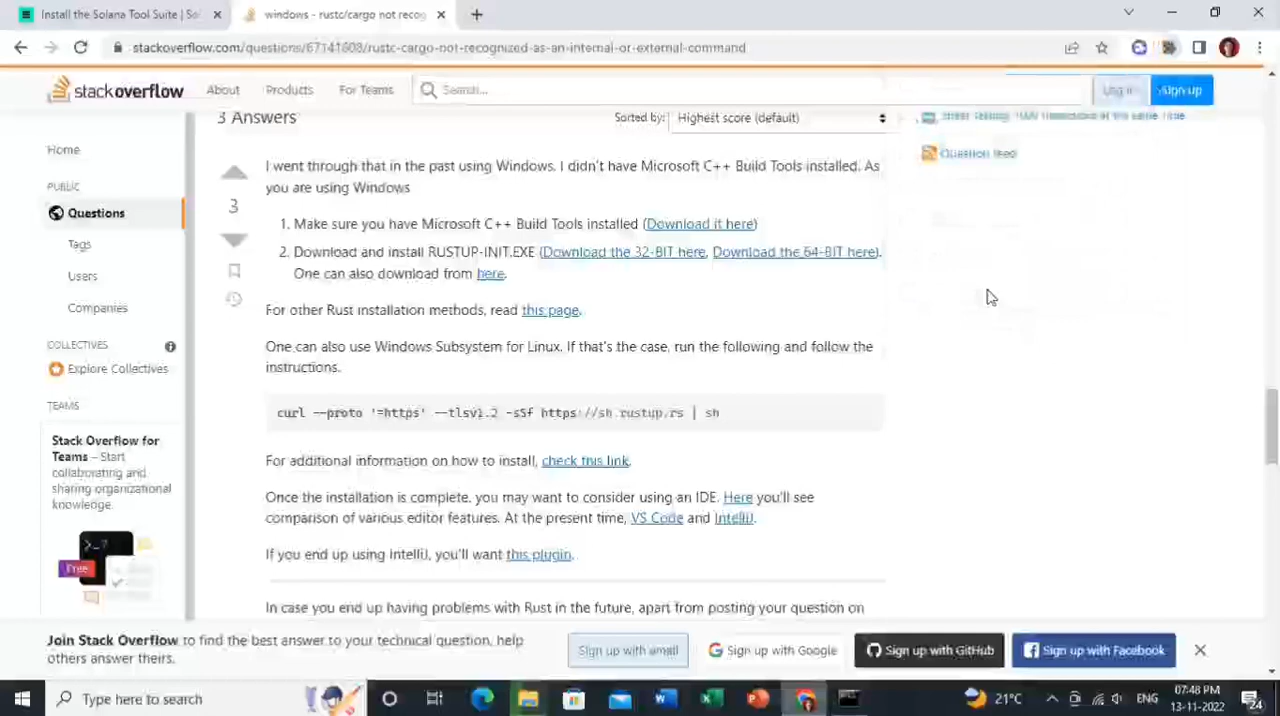 Install the Solana Tool Suite | Sol
windows - rustc/cargo not recog
stackoverflow.com/questions/67141608/rustc-cargo-not-recognized-as-an-internal-or-external-command
stackoverflow
About
Products
For Teams
Search...
Log in
Sign up
3 Answers
Sorted by:
Highest score (default)
Question feed
Home
PUBLIC
Questions
Tags
Users
Companies
COLLECTIVES
Explore Collectives
TEAMS
Stack Overflow for
Teams – Start
collaborating and
sharing organizational
knowledge.
Free
3
I went through that in the past using Windows. I didn't have Microsoft C++ Build Tools installed. As
you are using Windows
1. Make sure you have Microsoft C++ Build Tools installed (Download it here)
2. Download and install RUSTUP-INIT.EXE (Download the 32-BIT here, Download the 64-BIT here).
One can also download from here.
For other Rust installation methods, read this page.
One can also use Windows Subsystem for Linux. If that's the case, run the following and follow the
instructions.
curl --proto '=https' --tlsv1.2 -sSf https://sh.rustup.rs | sh
For additional information on how to install, check this link.
Once the installation is complete, you may want to consider using an IDE. Here you'll see
comparison of various editor features. At the present time, VS Code and IntelliJ.
If you end up using IntelliJ, you'll want this plugin.
In case you end up having problems with Rust in the future, apart from posting your question on
Join Stack Overflow to find the best answer to your technical question, help
others answer theirs.
Sign up with email
Sign up with Google
Sign up with GitHub
Sign up with Facebook
Type here to search
21°C
ENG
07:48 PM
13-11-2022
24